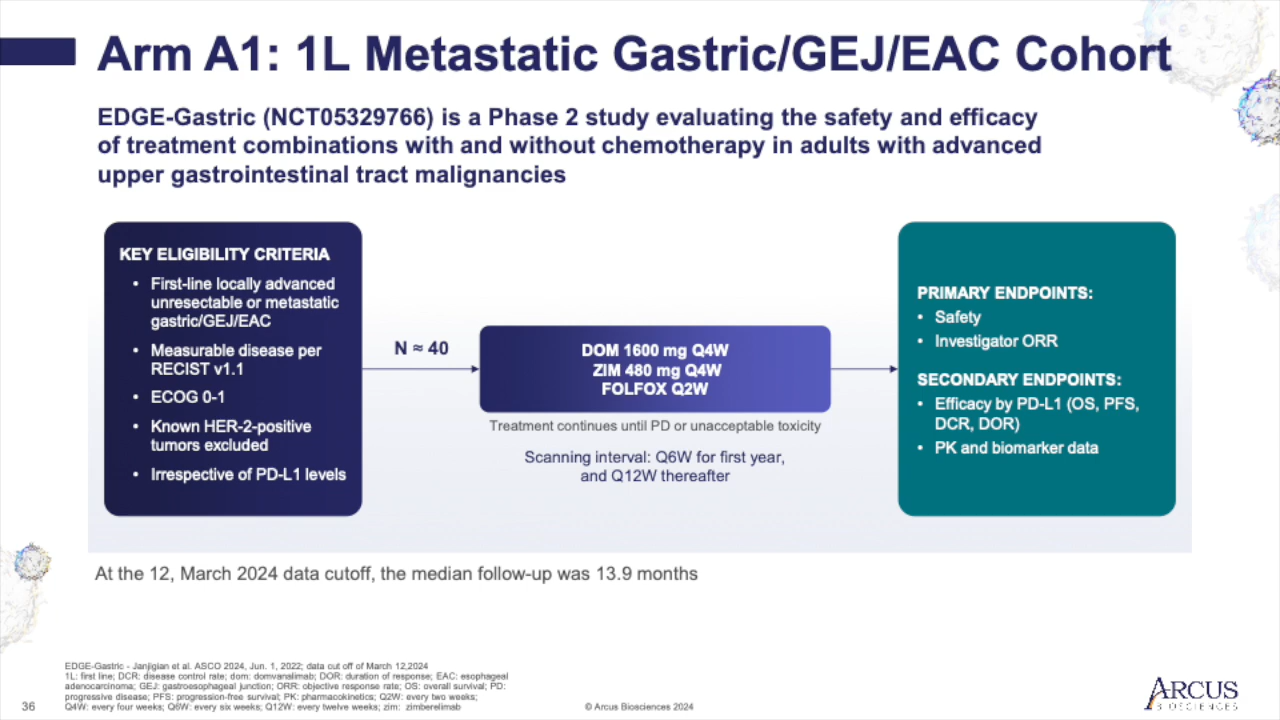 Arm A1: 1L Metastatic Gastric/GEJ/EAC Cohort
EDGE-Gastric (NCT05329766) is a Phase 2 study evaluating the safety and efficacy
of treatment combinations with and without chemotherapy in adults with advanced
upper gastrointestinal tract malignancies
KEY ELIGIBILITY CRITERIA
• First-line locally advanced
unresectable or metastatic
gastric/GEJ/EAC
• Measurable disease per
RECIST v1.1
• ECOG 0-1
• Known HER-2-positive
tumors excluded
• Irrespective of PD-L1 levels
N ≈ 40
DOM 1600 mg Q4W
ZIM 480 mg Q4W
FOLFOX Q2W
Treatment continues until PD or unacceptable toxicity
Scanning interval: Q6W for first year,
and Q12W thereafter
PRIMARY ENDPOINTS:
• Safety
• Investigator ORR
SECONDARY ENDPOINTS:
• Efficacy by PD-L1 (OS, PFS,
DCR, DOR)
• PK and biomarker data
At the 12, March 2024 data cutoff, the median follow-up was 13.9 months
EDGE-Gastric - Janjigian et al. ASCO 2024, Jun. 1, 2022; data cut off of March 12,2024
1L: first line; DCR: disease control rate; dom: domvanalimab; DOR: duration of response; EAC: esophageal
adenocarcinoma; GEJ: gastroesophageal junction; ORR: objective response rate; OS: overall survival; PD:
progressive disease; PFS: progression-free survival; PK: pharmacokinetics; Q2W: every two weeks;
Q4W: every four weeks; Q6W: every six weeks; Q12W: every twelve weeks; zim: zimberelimab
36
© Arcus Biosciences 2024
ARCUS
BIOSCIENCES